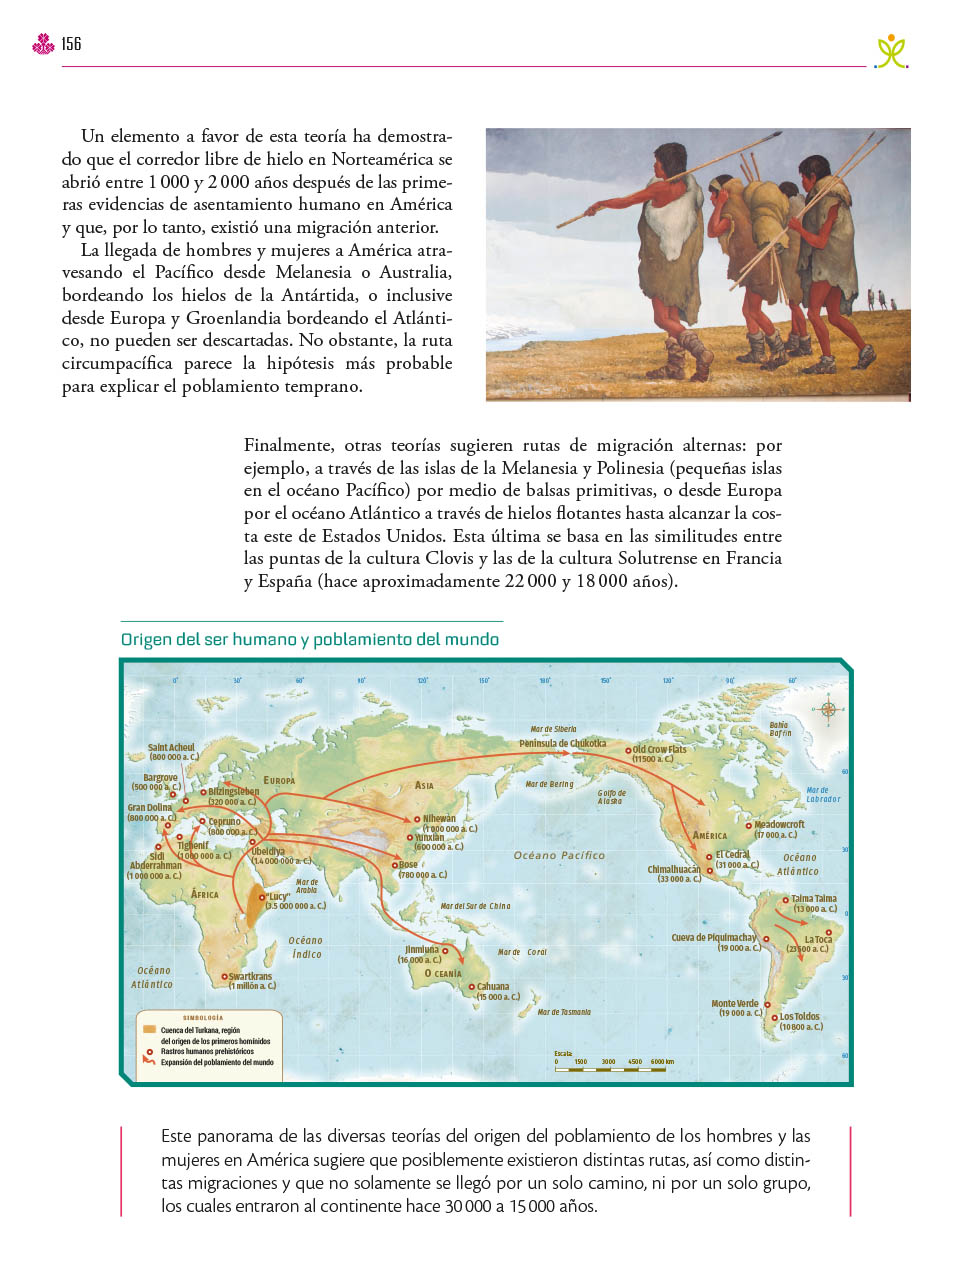 156
Un elemento a favor de esta teoría ha demostra-
do que el corredor libre de hielo en Norteamérica se
abrió entre 1 000 y 2 000 años después de las prime-
ras evidencias de asentamiento humano en América
y que, por lo tanto, existió una migración anterior.
La llegada de hombres y mujeres a América atra-
vesando el Pacífico desde Melanesia o Australia,
bordeando los hielos de la Antártida, o inclusive
desde Europa y Groenlandia bordeando el Atlánti-
co, no pueden ser descartadas. No obstante, la ruta
circumpacífica parece la hipótesis más probable
para explicar el poblamiento temprano.
Finalmente, otras teorías sugieren rutas de migración alternas: por
ejemplo, a través de las islas de la Melanesia y Polinesia (pequeñas islas
en el océano Pacífico) por medio de balsas primitivas, o desde Europa
por el océano Atlántico a través de hielos flotantes hasta alcanzar la cos-
ta este de Estados Unidos. Esta última se basa en las similitudes entre
las puntas de la cultura Clovis y las de la cultura Solutrense en Francia
y España (hace aproximadamente 22 000 y 18 000 años).
Origen del ser humano y poblamiento del mundo
0° 30° 60° 90° 120° 150° 180° 150° 120° 90° 60°
Mar de Siberia
Península de Chukotka
Bahía
Baffin
Old Crow Flats
(11 500 a. C.)
Saint Acheul
(800 000 a. C.)
Bargrove
(500 000 a. C.)
Bilzingsleben
(320 000 a. C.)
EUROPA
ASIA
Mar de Bering
Golfo de
Alaska
60
Mar de
Labrador
Gran Dolina
(800 000 a. C.)
Cepruno
(800 000 a. C.)
Nihewan
(1 000 000 a. C.)
Yunxian
(600 000 a. C.)
AMÉRICA
Meadowcroft
(17 000 a. C.)
Tighenif
(1 000 000 a. C.)
Sidi
Abderrahman
(1 000 000 a. C.)
Ubeidiya
(1.4 000 000 a. C.)
Bose
(780 000 a. C.)
Océano Pacífico
El Cedral
(31 000 a. C.)
Chimalhuacán
(33 000 a. C.)
30
Océano
Atlántico
ÁFRICA
Mar de
Arabia
"Lucy"
(3.5 000 000 a. C.)
Mar del Sur de China
Taima Taima
(13 000 a. C.)
0
Océano
Índico
Jinmiuna
(16 000 a. C.)
Mar de Coral
Cueva de Piquimachay
(19 000 a. C.)
La Toca
(23 500 a. C.)
Océano
Atlántico
Swartkrans
(1 millón a. C.)
OCEANÍA
Cahuana
(15 000 a. C.)
Mar de Tasmania
30
Monte Verde
(19 000 a. C.)
Los Toldos
(10 800 a. C.)
SIMBOLOGÍA
Cuenca del Turkana, región
del origen de los primeros homínidos
Rastros humanos prehistóricos
Expansión del poblamiento del mundo
Escala
0 1500 3000 4500 6000 km
60
Este panorama de las diversas teorías del origen del poblamiento de los hombres y las
mujeres en América sugiere que posiblemente existieron distintas rutas, así como distin-
tas migraciones y que no solamente se llegó por un solo camino, ni por un solo grupo,
los cuales entraron al continente hace 30 000 a 15 000 años.